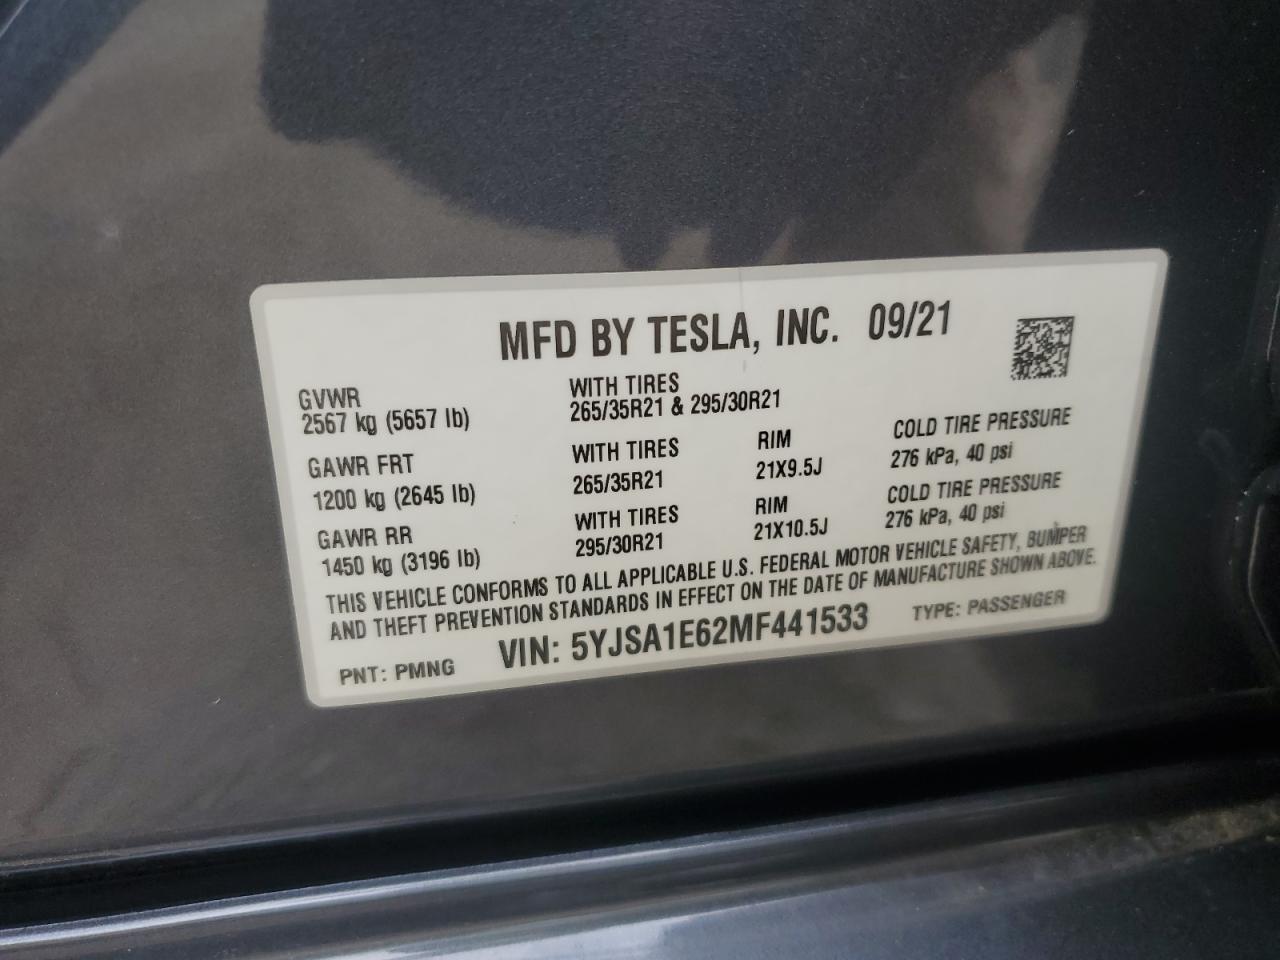 MFD BY TESLA, INC. 09/21
GVWR
2567 kg (5657 lb)
WITH TIRES
265/35R21 & 295/30R21
GAWR FRT
1200 kg (2645 lb)
WITH TIRES
265/35R21
RIM
21X9.5J
COLD TIRE PRESSURE
276 kPa, 40 psi
GAWR RR
1450 kg (3196 lb)
WITH TIRES
295/30R21
RIM
21X10.5J
COLD TIRE PRESSURE
276 kPa, 40 psi
THIS VEHICLE CONFORMS TO ALL APPLICABLE U.S. FEDERAL MOTOR VEHICLE SAFETY, BUMPER
AND THEFT PREVENTION STANDARDS IN EFFECT ON THE DATE OF MANUFACTURE SHOWN ABOVE.
PNT: PMNG VIN: 5YJSA1E62MF441533 TYPE: PASSENGER